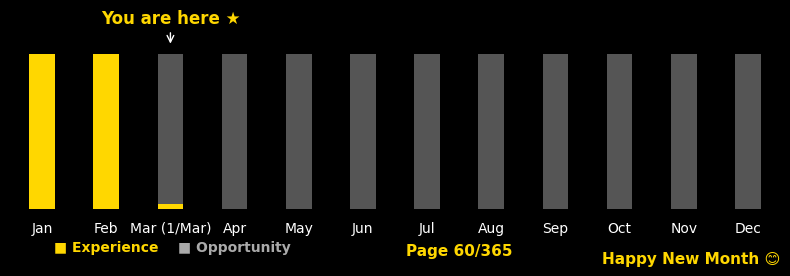 You are here ★
Jan Feb Mar (1/Mar) Apr May Jun Jul Aug Sep Oct Nov Dec
■ Experience ■ Opportunity
Page 60/365
Happy New Month 😊